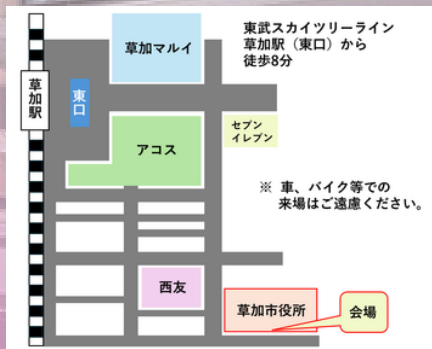 東武スカイツリーライン
草加駅（東口）から
徒歩8分
草加マルイ
草加駅
東口
セブン
イレブン
アコス
※ 車、バイク等での
来場はご遠慮ください。
西友
草加市役所
会場